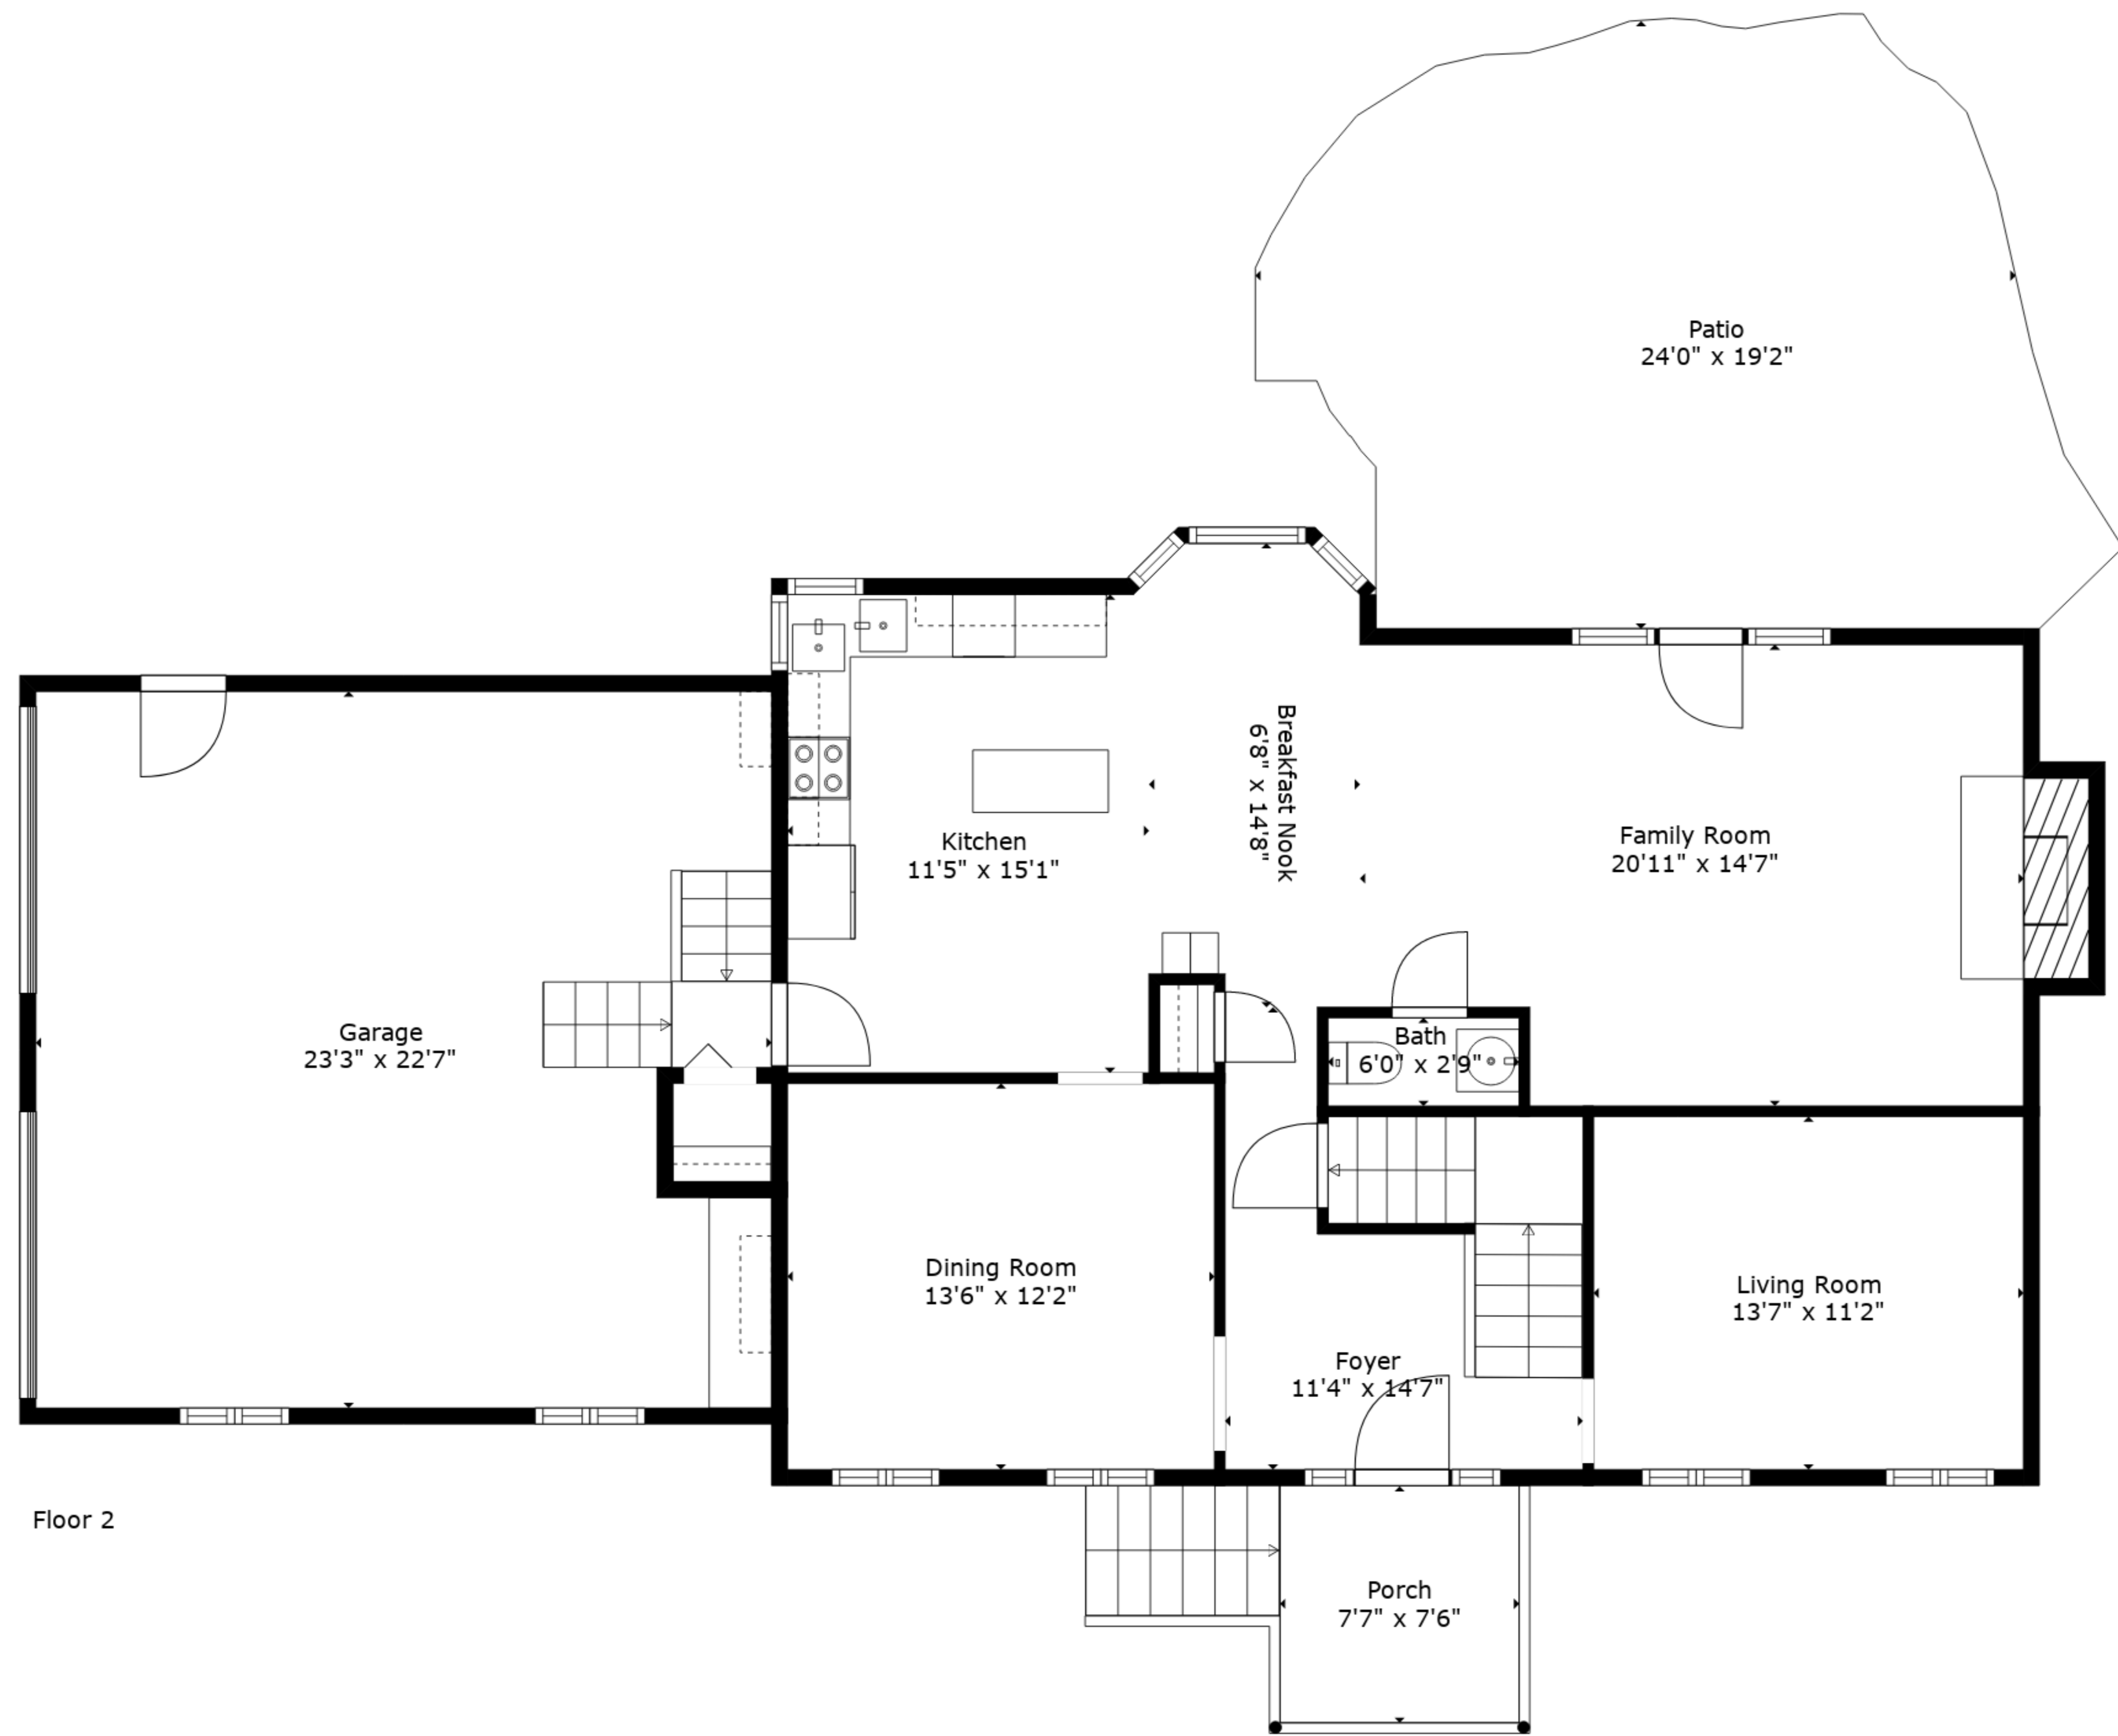 Patio
24'0" x 19'2"
Breakfast Nook
6'8" x 14'8"
Kitchen
11'5" x 15'1"
Family Room
20'11" x 14'7"
Garage
23'3" x 22'7"
Bath
6'0" x 2'9"
Dining Room
13'6" x 12'2"
Living Room
13'7" x 11'2"
Foyer
11'4" x 14'7"
Floor 2
Porch
7'7" x 7'6"